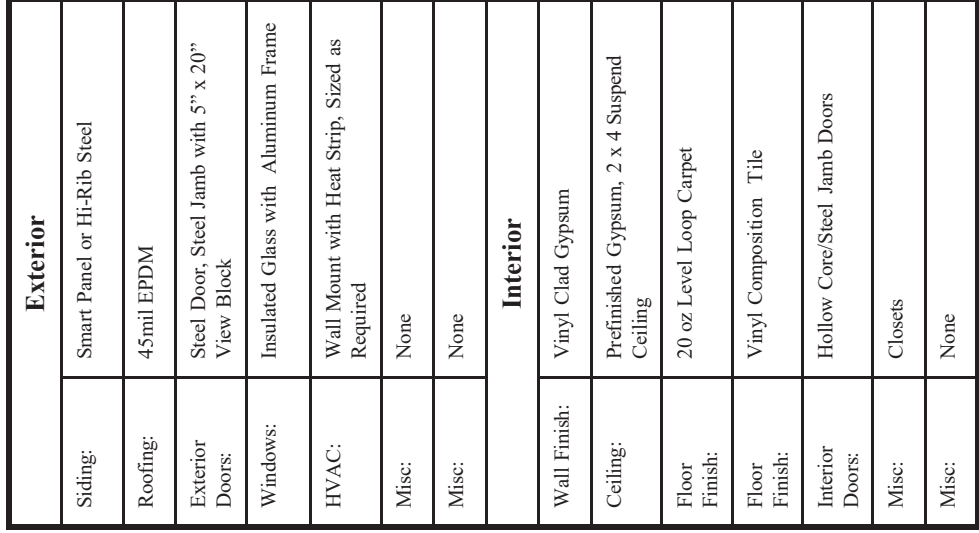 Exterior
Siding: Smart Panel or Hi-Rib Steel
Roofing: 45mil EPDM
Exterior Doors: Steel Door, Steel Jamb with 5” x 20”
View Block
Windows: Insulated Glass with Aluminum Frame
HVAC: Wall Mount with Heat Strip, Sized as
Required
Misc: None
Misc: None
Interior
Wall Finish: Vinyl Clad Gypsum
Ceiling: Prefinished Gypsum, 2 x 4 Suspend
Ceiling
Floor Finish: 20 oz Level Loop Carpet
Floor Finish: Vinyl Composition Tile
Interior Doors: Hollow Core/Steel Jamb Doors
Misc: Closets
Misc: None